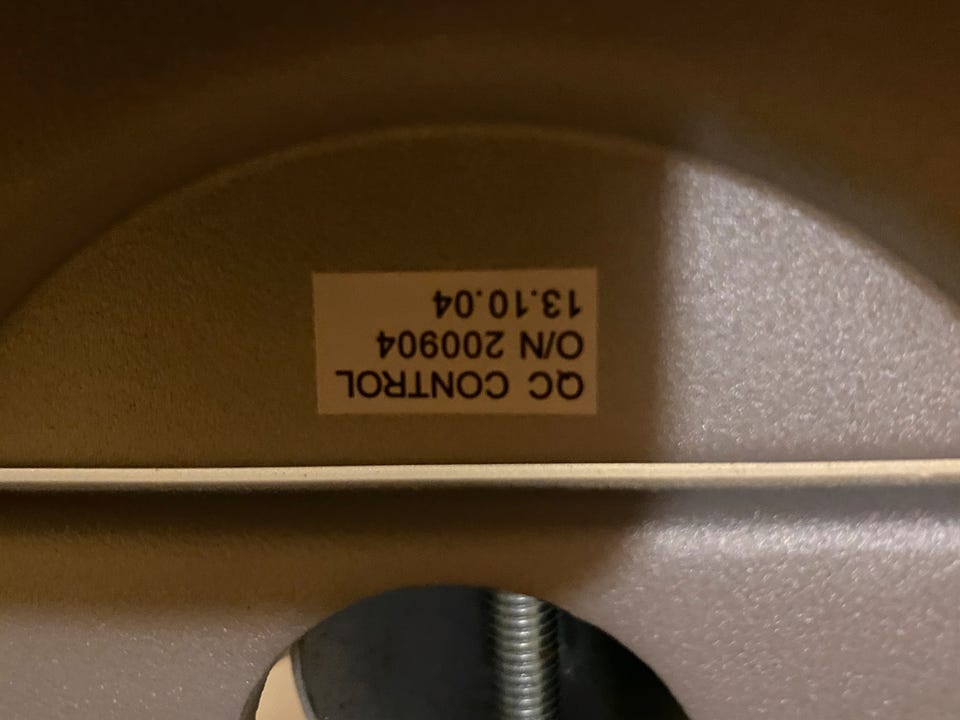 QC CONTROL
O/N 200904
13.10.04